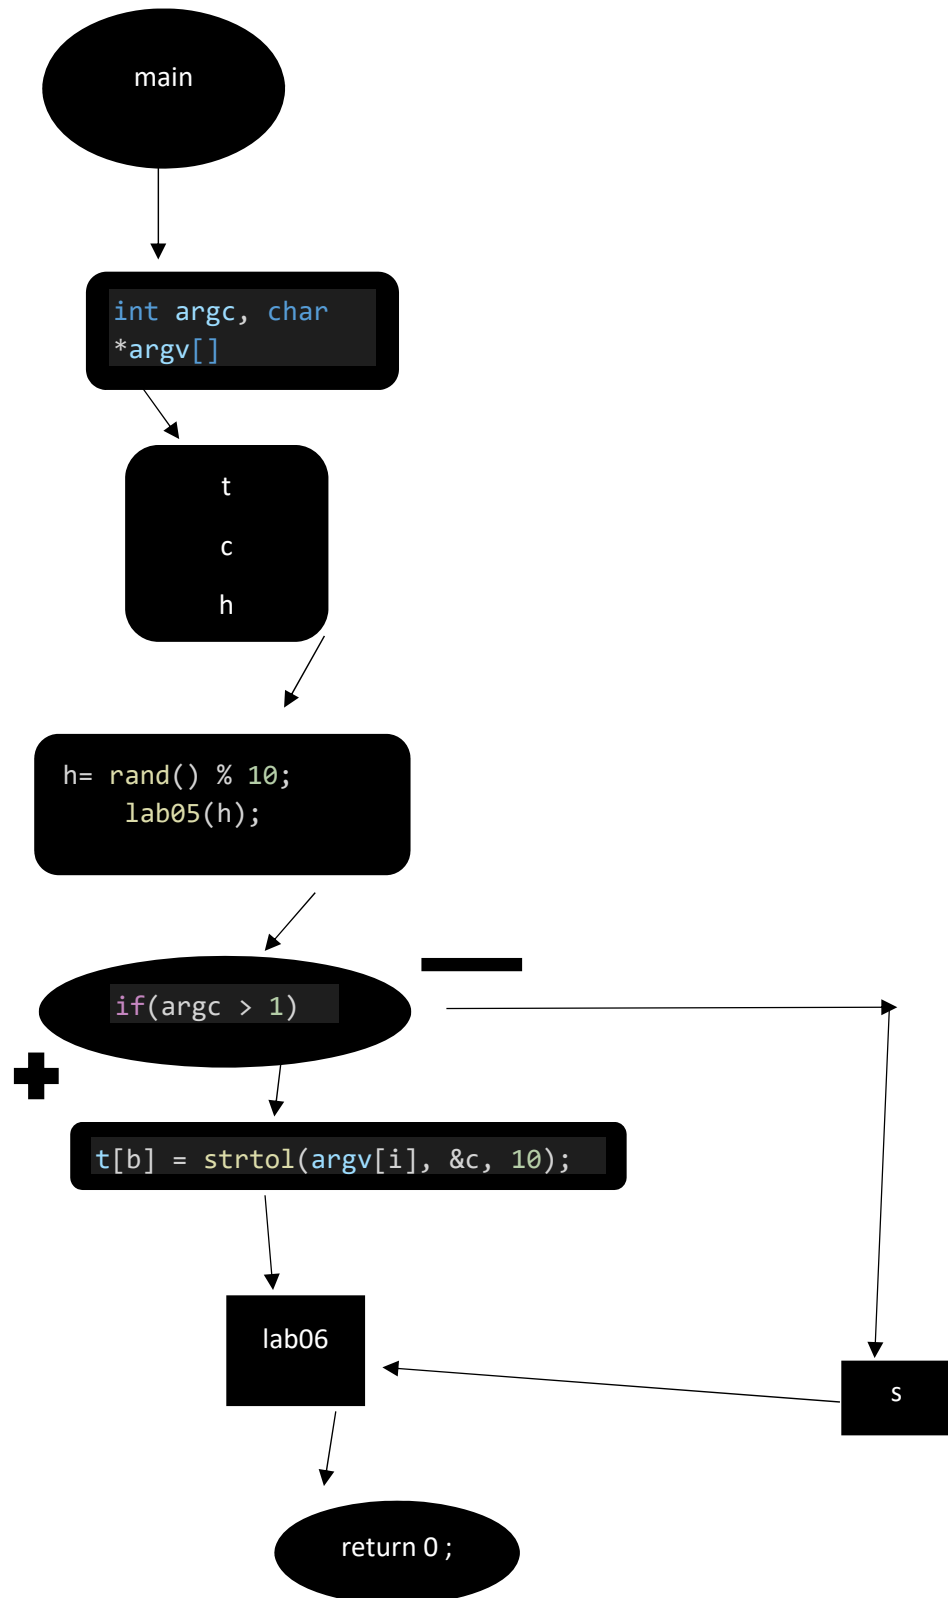 main
int argc, char
*argv[]
t
c
h
h= rand() % 10;
lab05(h);
if(argc > 1)
t[b] = strtol(argv[i], &c, 10);
lab06
s
return 0 ;